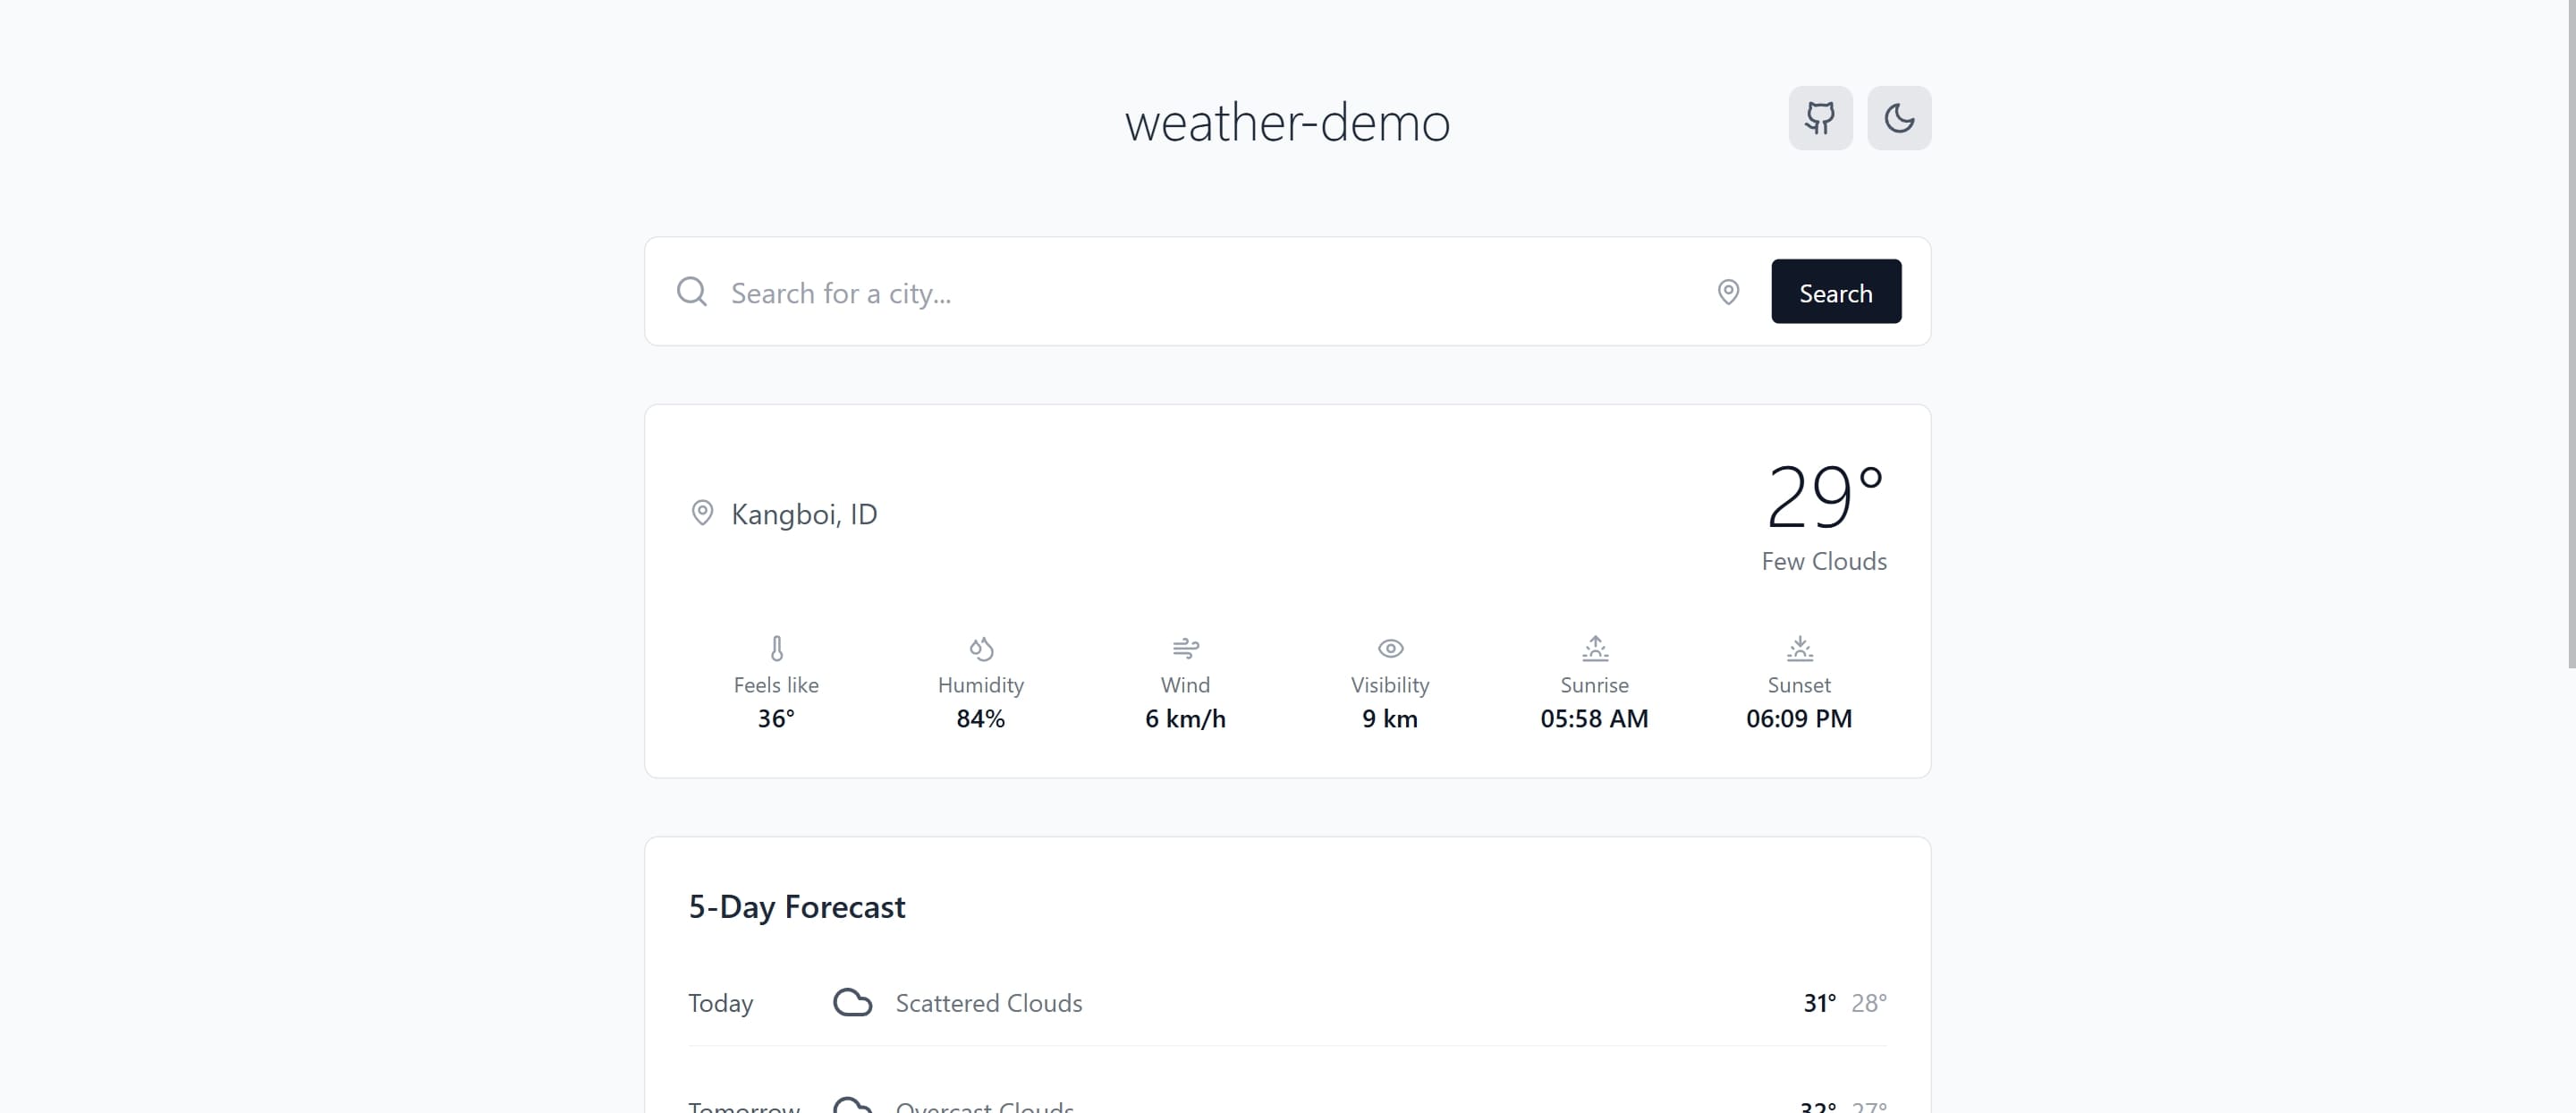 weather-demo
Search for a city...
Search
Kangboi, ID
29°
Few Clouds
Feels like
36°
Humidity
84%
Wind
6 km/h
Visibility
9 km
Sunrise
05:58 AM
Sunset
06:09 PM
5-Day Forecast
Today Scattered Clouds 31° 28°
Tomorrow Overcast Clouds 32° 27°